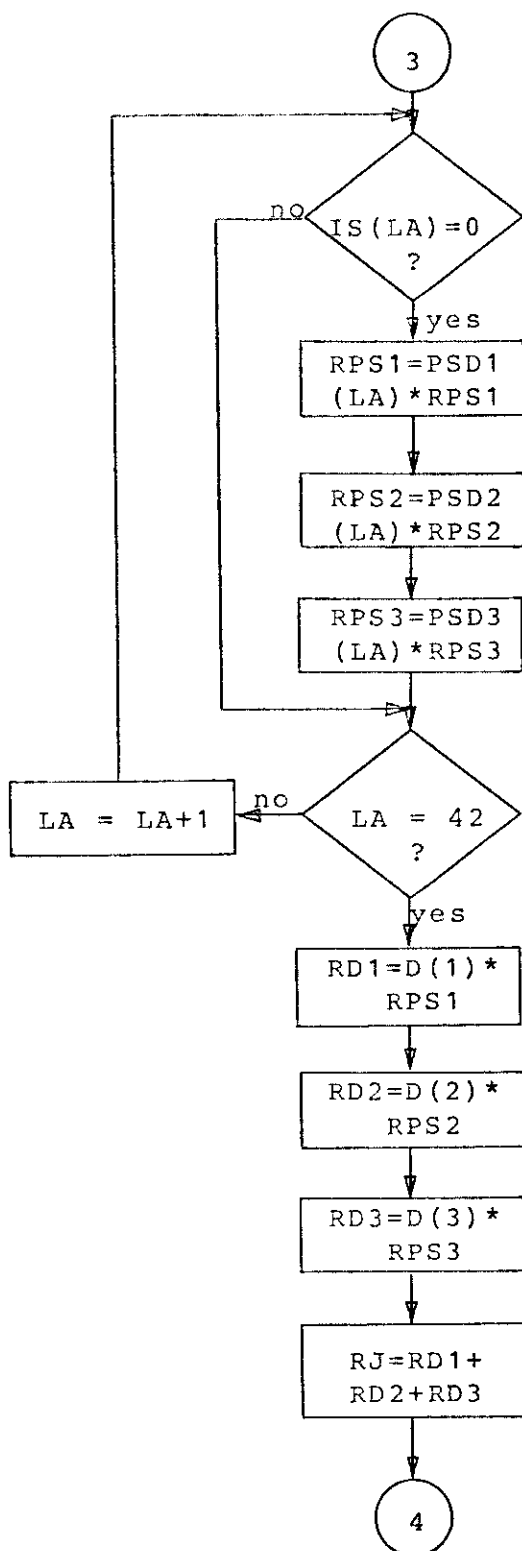 3
no
IS(LA)=0
?
yes
RPS1=PSD1
(LA)*RPS1
RPS2=PSD2
(LA)*RPS2
RPS3=PSD3
(LA)*RPS3
LA = LA+1
no
LA = 42
?
yes
RD1=D(1)*
RPS1
RD2=D(2)*
RPS2
RD3=D(3)*
RPS3
RJ=RD1+
RD2+RD3
4